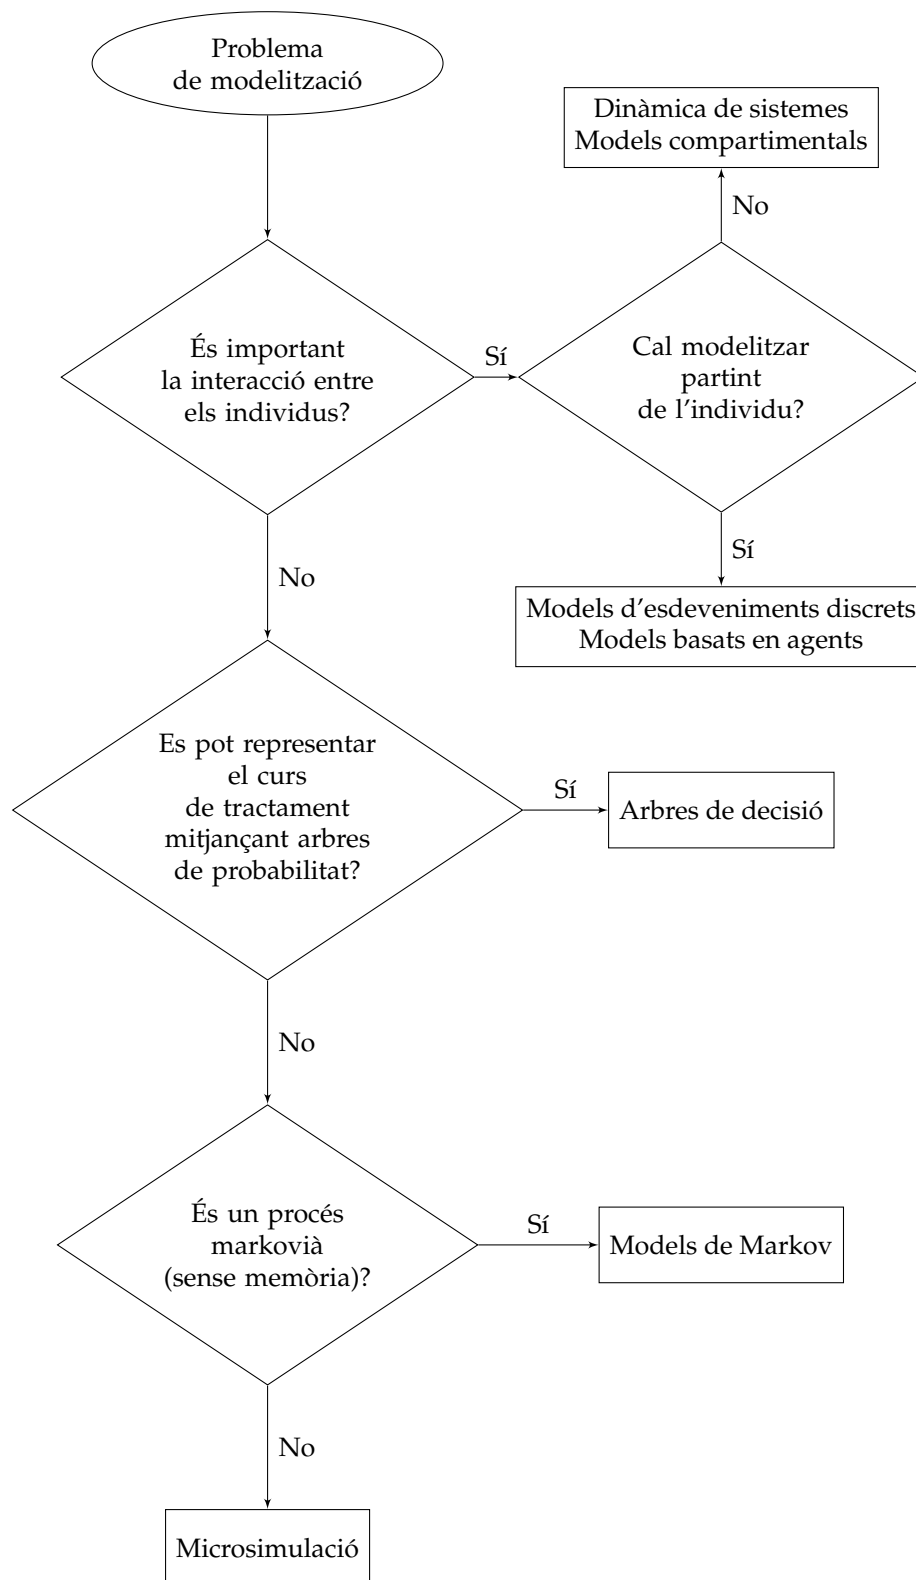 Problema
de modelització
Dinàmica de sistemes
Models compartimentals
No
És important
la interacció entre
els individus?
Sí
Cal modelitzar
partint
de l'individu?
Sí
Models d'esdeveniments discrets
Models basats en agents
No
Es pot representar
el curs
de tractament
mitjançant arbres
de probabilitat?
Sí
Arbres de decisió
No
És un procés
markovià
(sense memòria)?
Sí
Models de Markov
No
Microsimulació